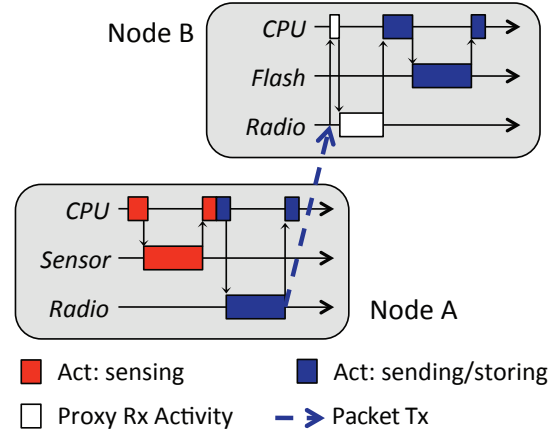 Node B
CPU
Flash
Radio
CPU
Sensor
Radio
Node A
Act: sensing
Act: sending/storing
Proxy Rx Activity
Packet Tx